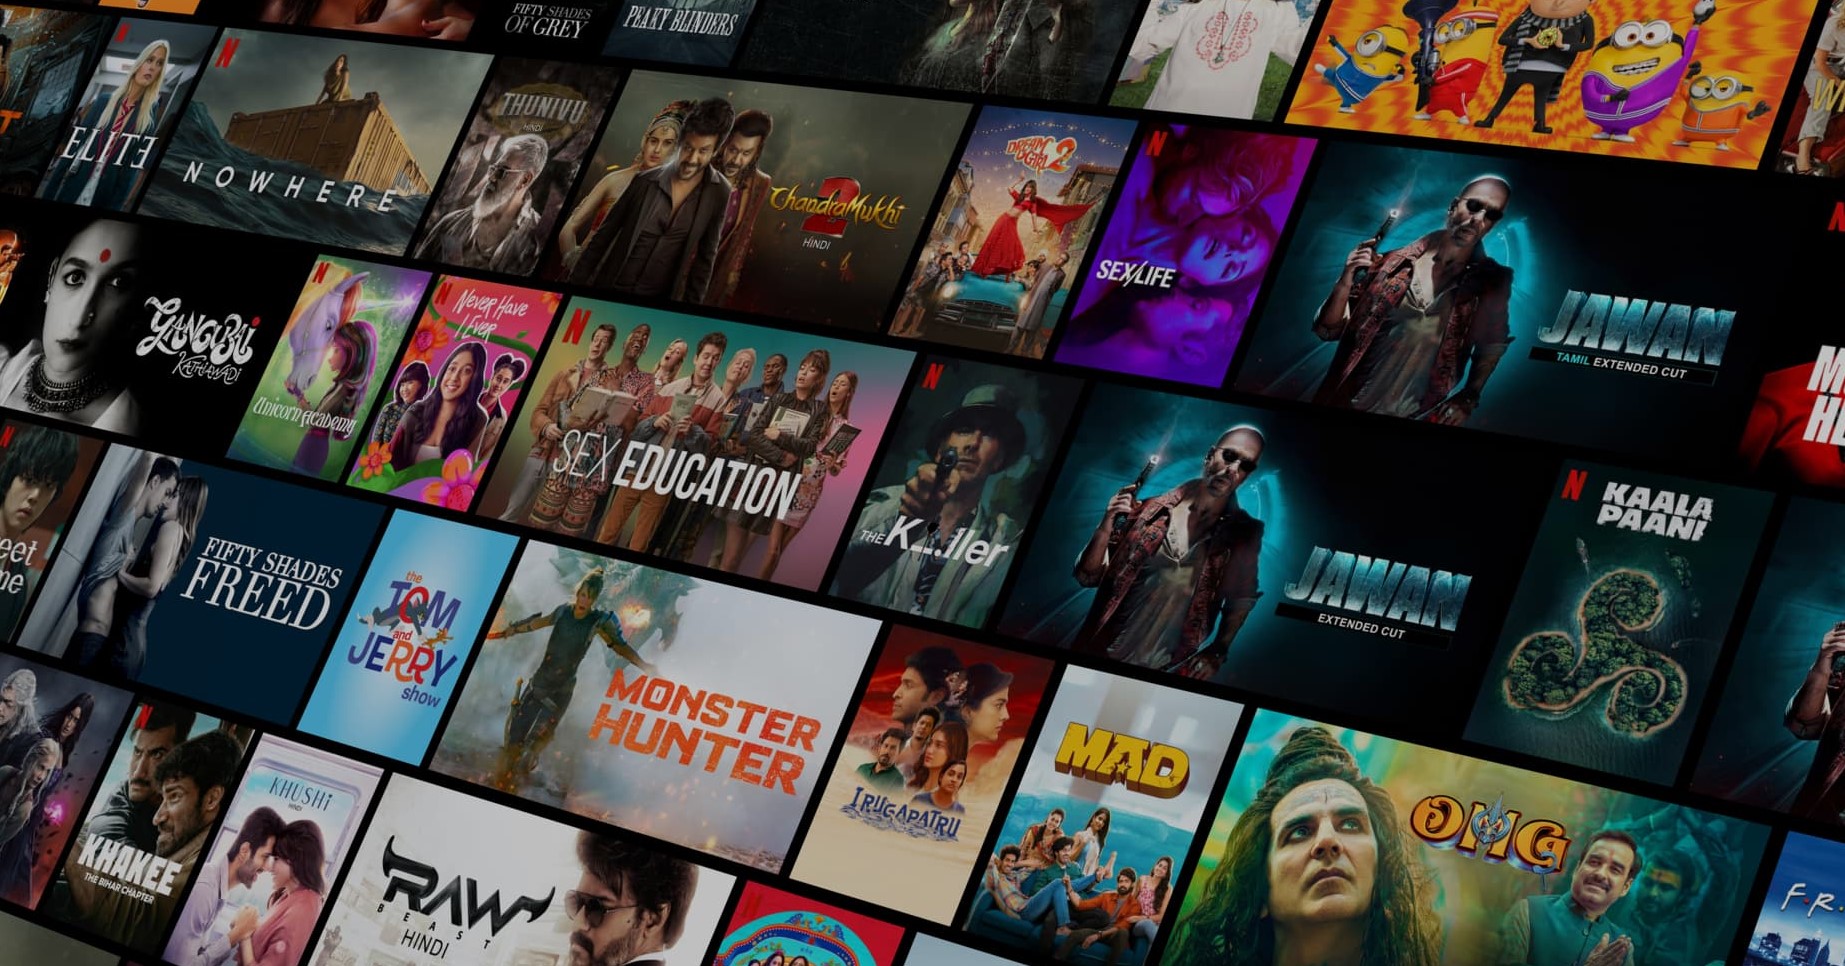 FIFTY SHADES
OF GREY
PEAKY BLINDERS
ELITE
NOWHERE
THUNIVU
HINDI
ChandraMukhi
2
HINDI
DREAM
GIRL 2
SEX/LIFE
JAWAN
TAMIL EXTENDED CUT
GANGUBAI
KATHIAWADI
Unicorn Academy
Never Have
I Ever
SEX EDUCATION
THE K...ller
JAWAN
EXTENDED CUT
KAALA
PAANI
FIFTY SHADES
FREED
the
TOM
and
JERRY
show
MONSTER
HUNTER
IRUGAPATRU
MAD
OMG
2
KHAKEE
THE BIHAR CHAPTER
KHUSHI
HINDI
RAW
BEAST
HINDI
F.R.